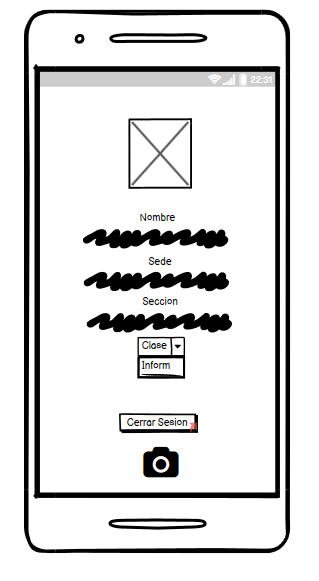 22:31
Nombre
Sede
Seccion
Clase
Inform
Cerrar Sesion